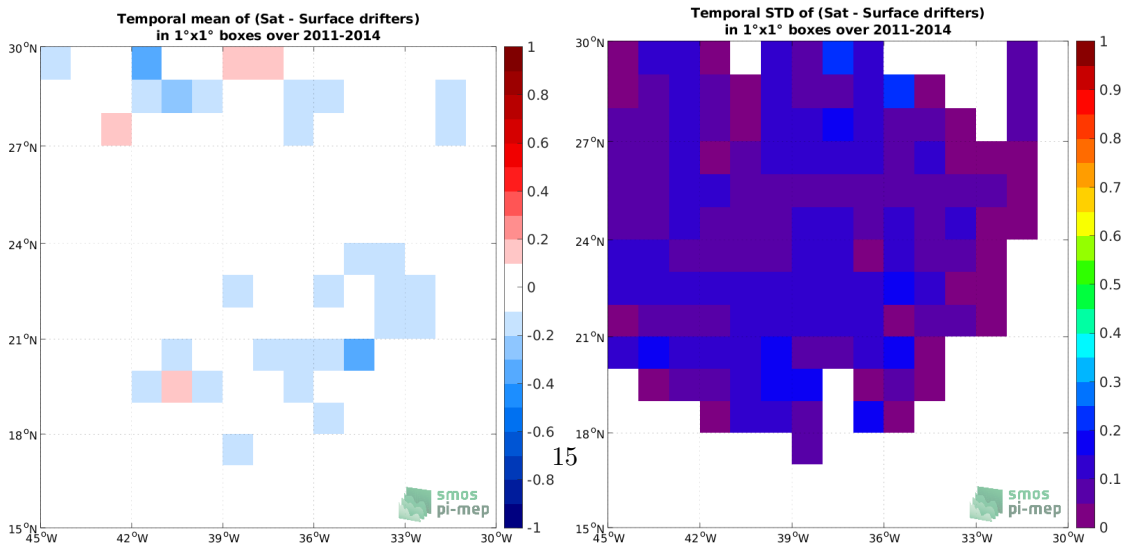 Temporal mean of (Sat - Surface drifters)
in 1°x1° boxes over 2011-2014
30°N
27°N
24°N
21°N
18°N
15°N
45°W
42°W
39°W
36°W
33°W
30°W
1
0.8
0.6
0.4
0.2
0
-0.2
-0.4
-0.6
-0.8
-1
smos
pi-mep
15
Temporal STD of (Sat - Surface drifters)
in 1°x1° boxes over 2011-2014
30°N
27°N
24°N
21°N
18°N
15°N
45°W
42°W
39°W
36°W
33°W
30°W
1
0.9
0.8
0.7
0.6
0.5
0.4
0.3
0.2
0.1
0
smos
pi-mep